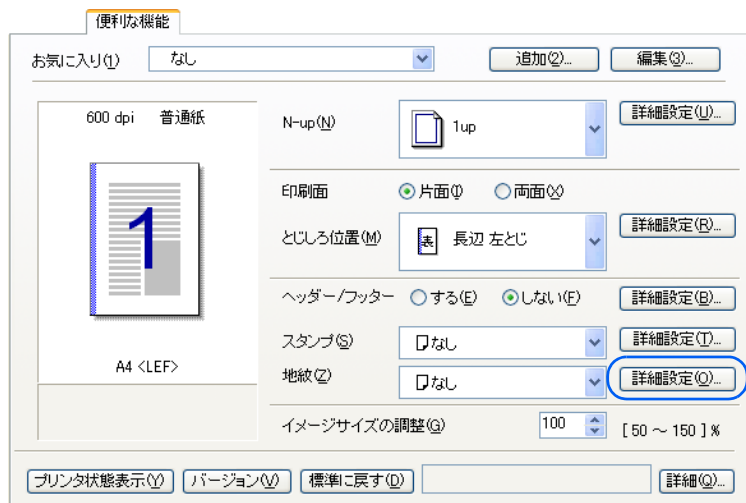 便利な機能
お気に入り(1) なし 追加(2)... 編集(3)...
600 dpi 普通紙
N-up(N) 1up 詳細設定(U)...
印刷面 片面(I) 両面(X)
とじしろ位置(M) 表 長辺 左とじ 詳細設定(R)...
1
ヘッダー/フッター する(E) しない(F) 詳細設定(B)...
スタンプ(S) なし 詳細設定(T)...
A4 <LEF>
地紋(Z) なし 詳細設定(O)...
イメージサイズの調整(G) 100 [ 50 ～ 150 ] %
プリンタ状態表示(Y) バージョン(V) 標準に戻す(D) 詳細(Q)...